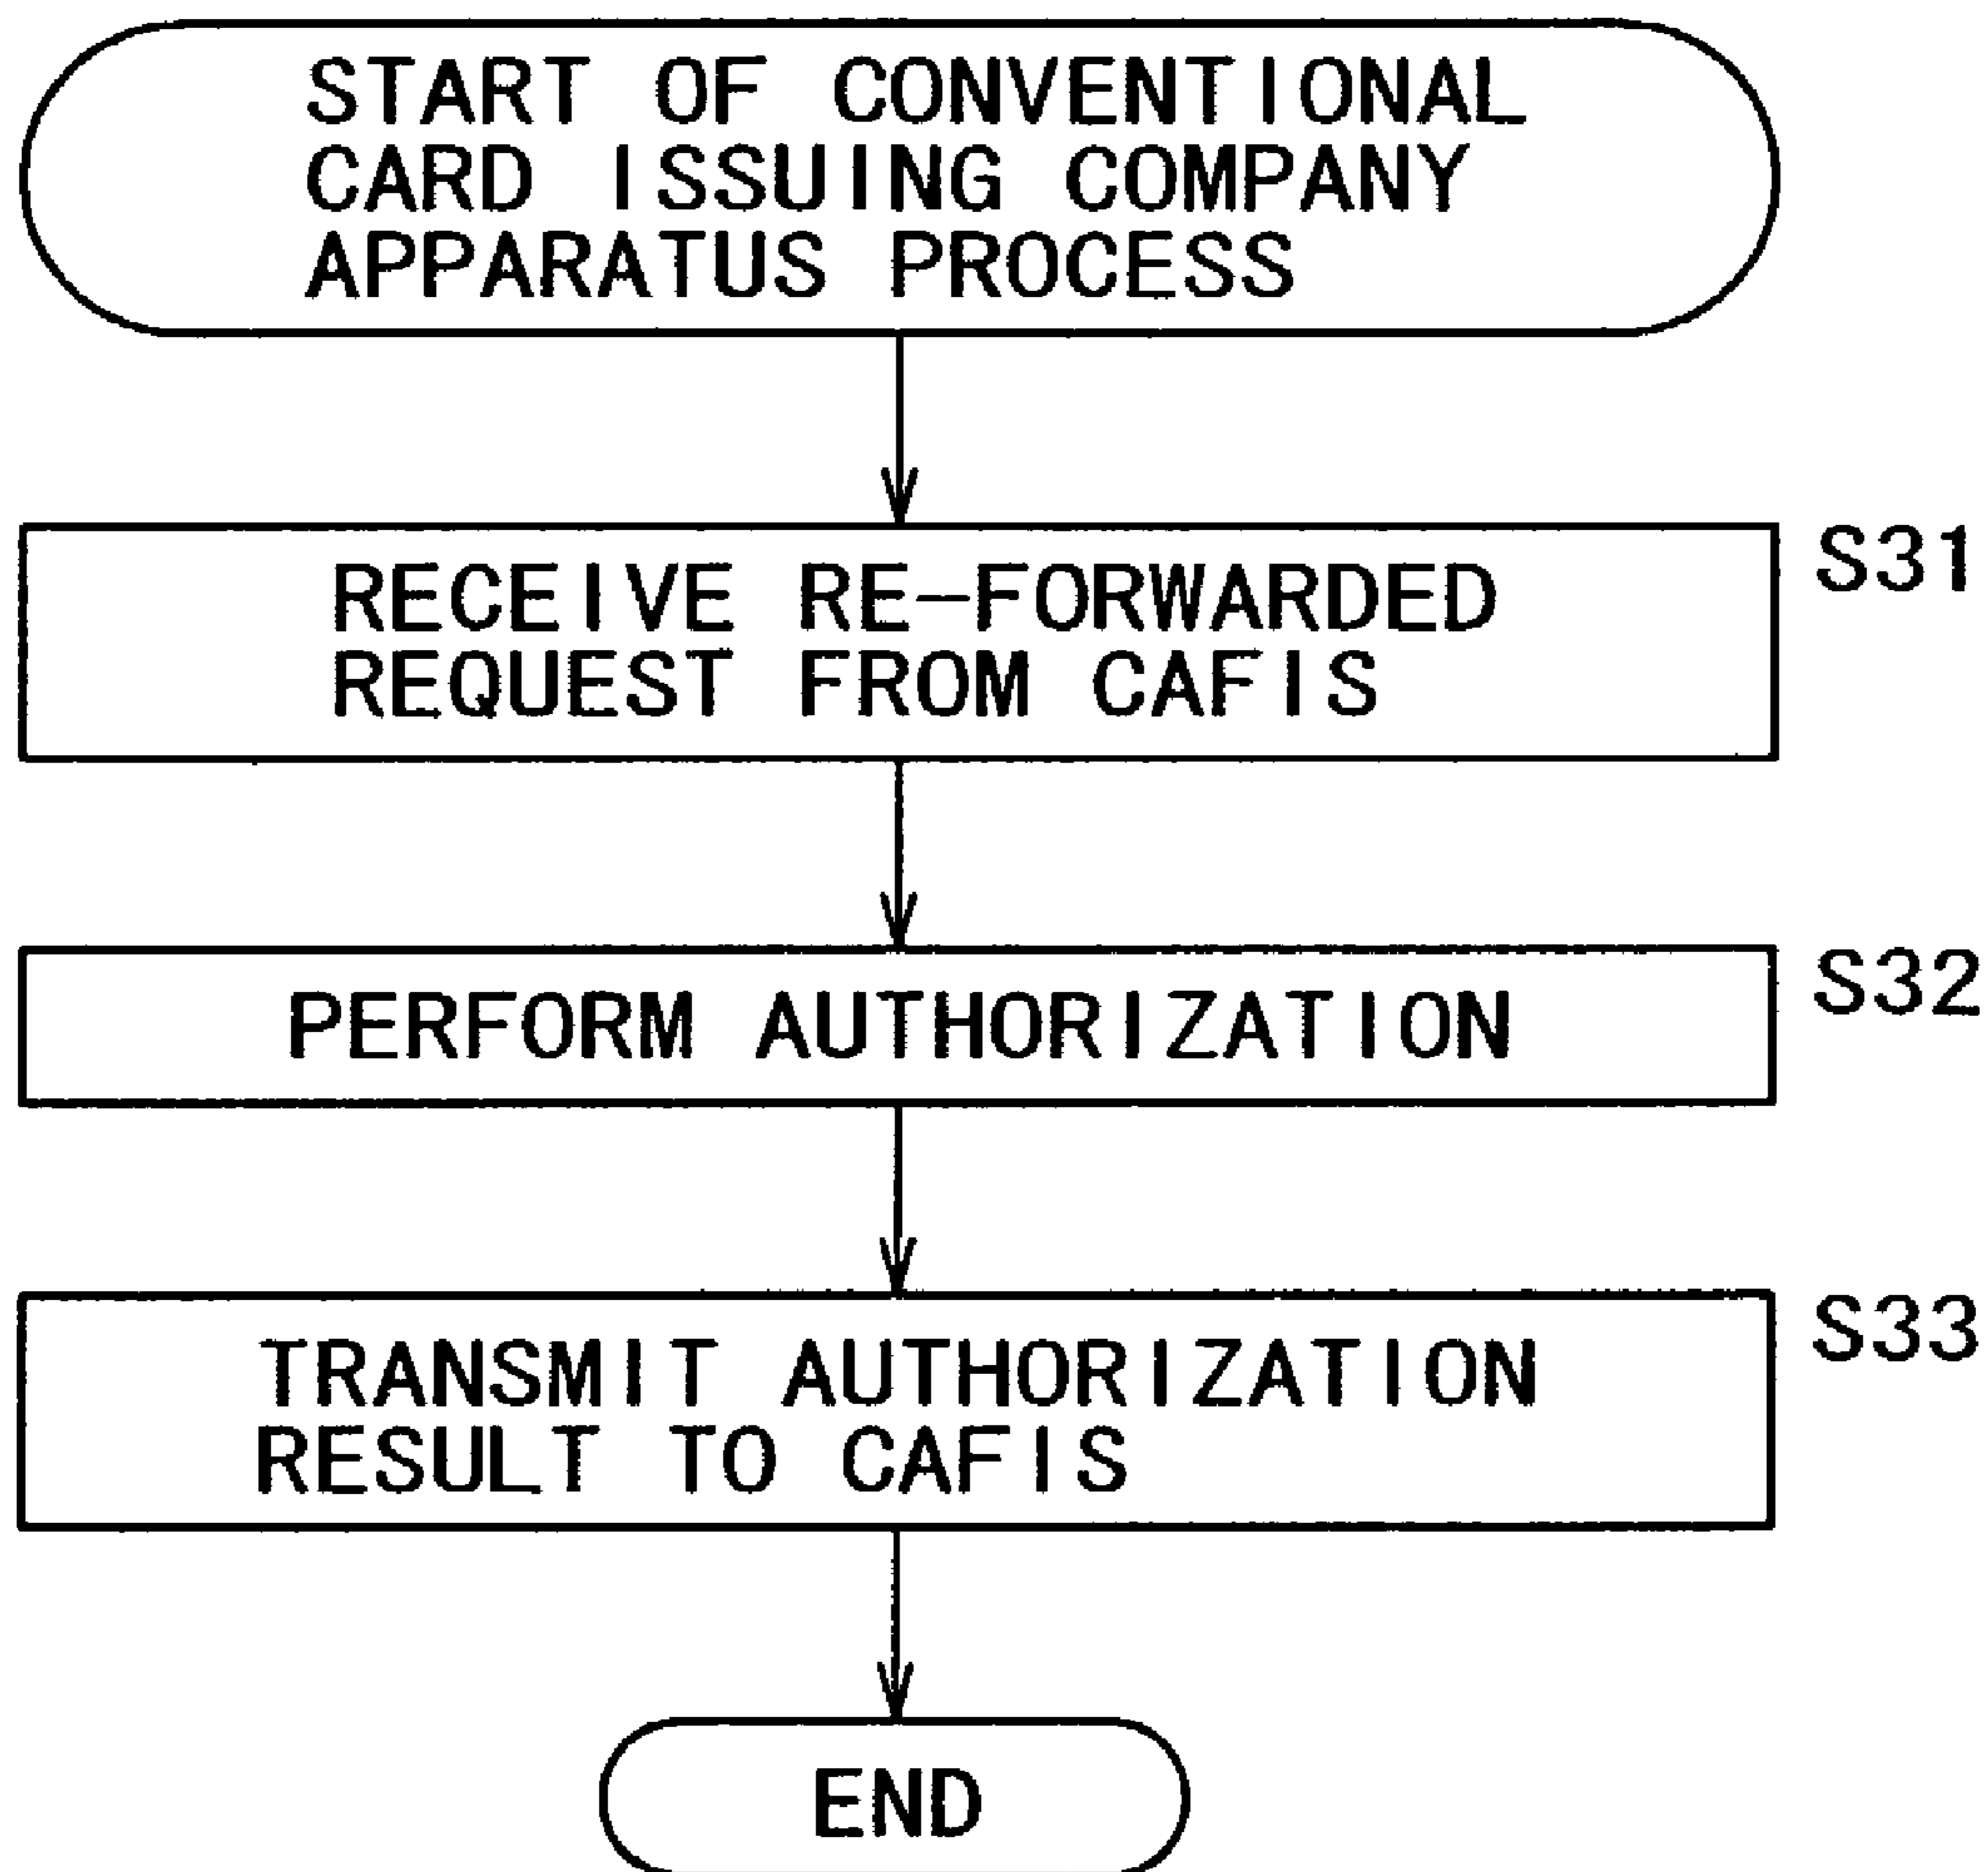 START OF CONVENTIONAL
CARD ISSUING COMPANY
APPARATUS PROCESS
S31
RECEIVE RE-FORWARDED
REQUEST FROM CAFIS
S32
PERFORM AUTHORIZATION
S33
TRANSMIT AUTHORIZATION
RESULT TO CAFIS
END